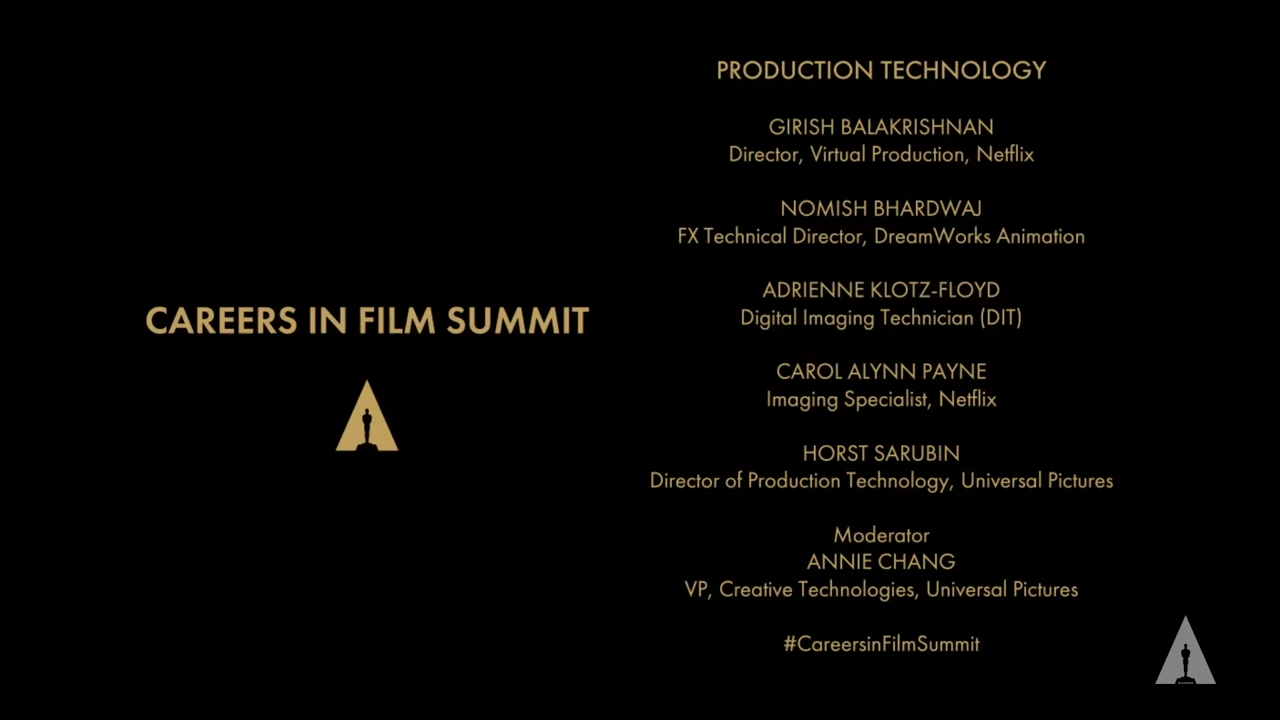 CAREERS IN FILM SUMMIT
PRODUCTION TECHNOLOGY
GIRISH BALAKRISHNAN
Director, Virtual Production, Netflix
NOMISH BHARDWAJ
FX Technical Director, DreamWorks Animation
ADRIENNE KLOTZ-FLOYD
Digital Imaging Technician (DIT)
CAROL ALYNN PAYNE
Imaging Specialist, Netflix
HORST SARUBIN
Director of Production Technology, Universal Pictures
Moderator
ANNIE CHANG
VP, Creative Technologies, Universal Pictures
#CareersinFilmSummit